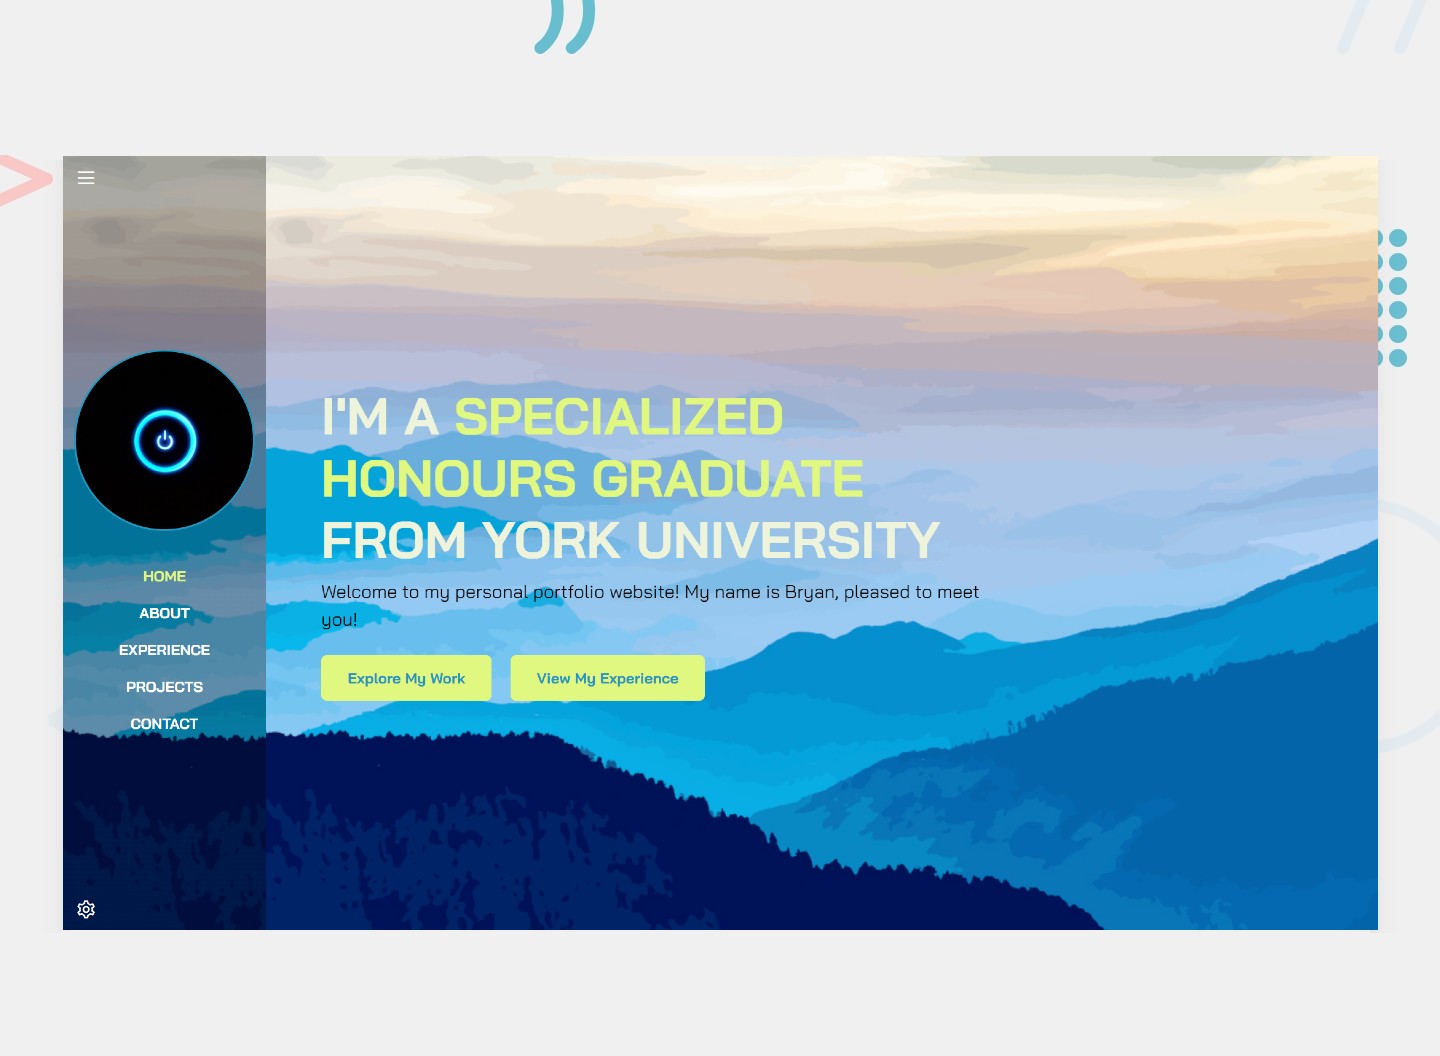 HOME
ABOUT
EXPERIENCE
PROJECTS
CONTACT
I'M A SPECIALIZED
HONOURS GRADUATE
FROM YORK UNIVERSITY
Welcome to my personal portfolio website! My name is Bryan, pleased to meet
you!
Explore My Work
View My Experience